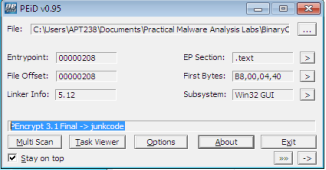 PEiD v0.95
File: C:\Users\APT238\Documents\Practical Malware Analysis Labs\BinaryC ...
Entrypoint: 00000208 EP Section: .text >
File Offset: 00000208 First Bytes: B8,00,04,40 >
Linker Info: 5.12 Subsystem: Win32 GUI >
PEncrypt 3.1 Final -> junkcode
Multi Scan Task Viewer Options About Exit
Stay on top »» ->